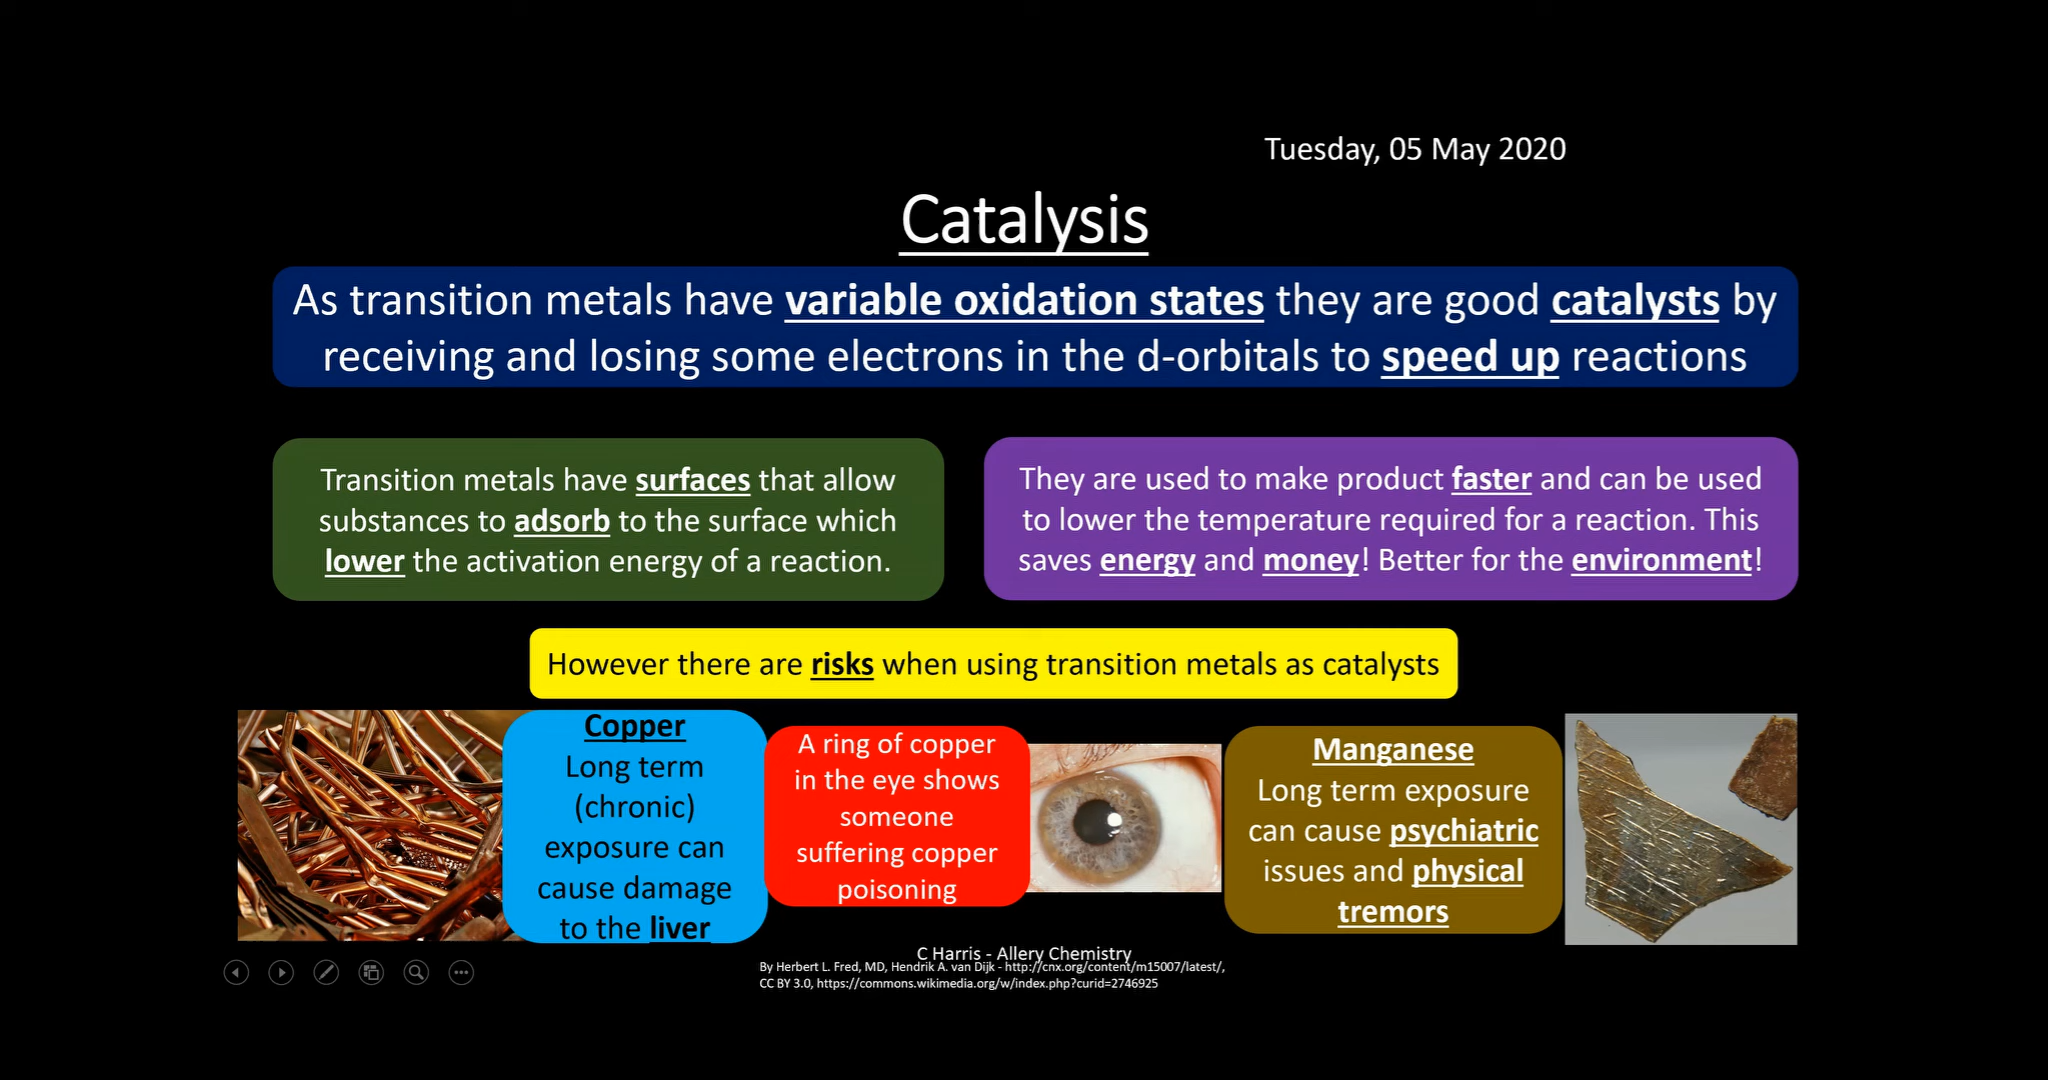 Tuesday, 05 May 2020
Catalysis
As transition metals have variable oxidation states they are good catalysts by
receiving and losing some electrons in the d-orbitals to speed up reactions
Transition metals have surfaces that allow
substances to adsorb to the surface which
lower the activation energy of a reaction.
They are used to make product faster and can be used
to lower the temperature required for a reaction. This
saves energy and money! Better for the environment!
However there are risks when using transition metals as catalysts
Copper
Long term
(chronic)
exposure can
cause damage
to the liver
A ring of copper
in the eye shows
someone
suffering copper
poisoning
Manganese
Long term exposure
can cause psychiatric
issues and physical
tremors
C Harris - Allery Chemistry
By Herbert L. Fred, MD, Hendrik A. van Dijk - http://cnx.org/content/m15007/latest/,
CC BY 3.0, https://commons.wikimedia.org/w/index.php?curid=2746925